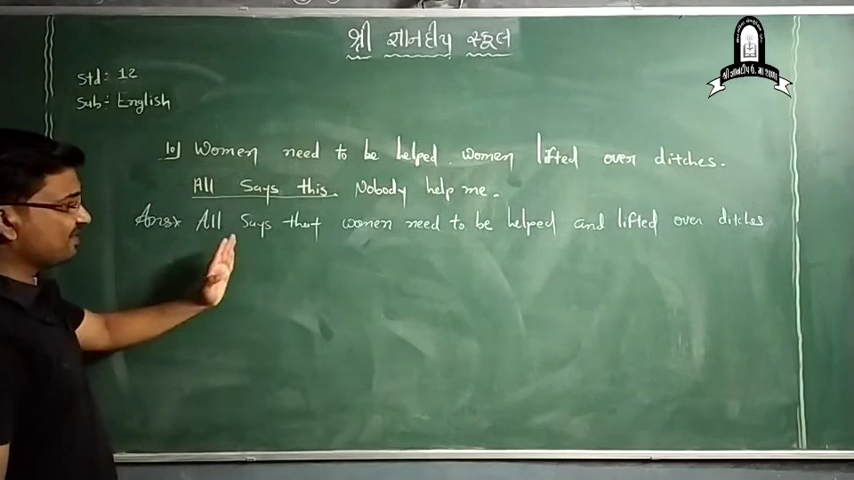 શ્રી જ્ઞાનદીપ સ્કૂલ
Std: 12
Sub: English
10] Women need to be helped. women lifted over ditches.
All Says this. Nobody help me.
Ans* All Says that women need to be helped and lifted over ditches